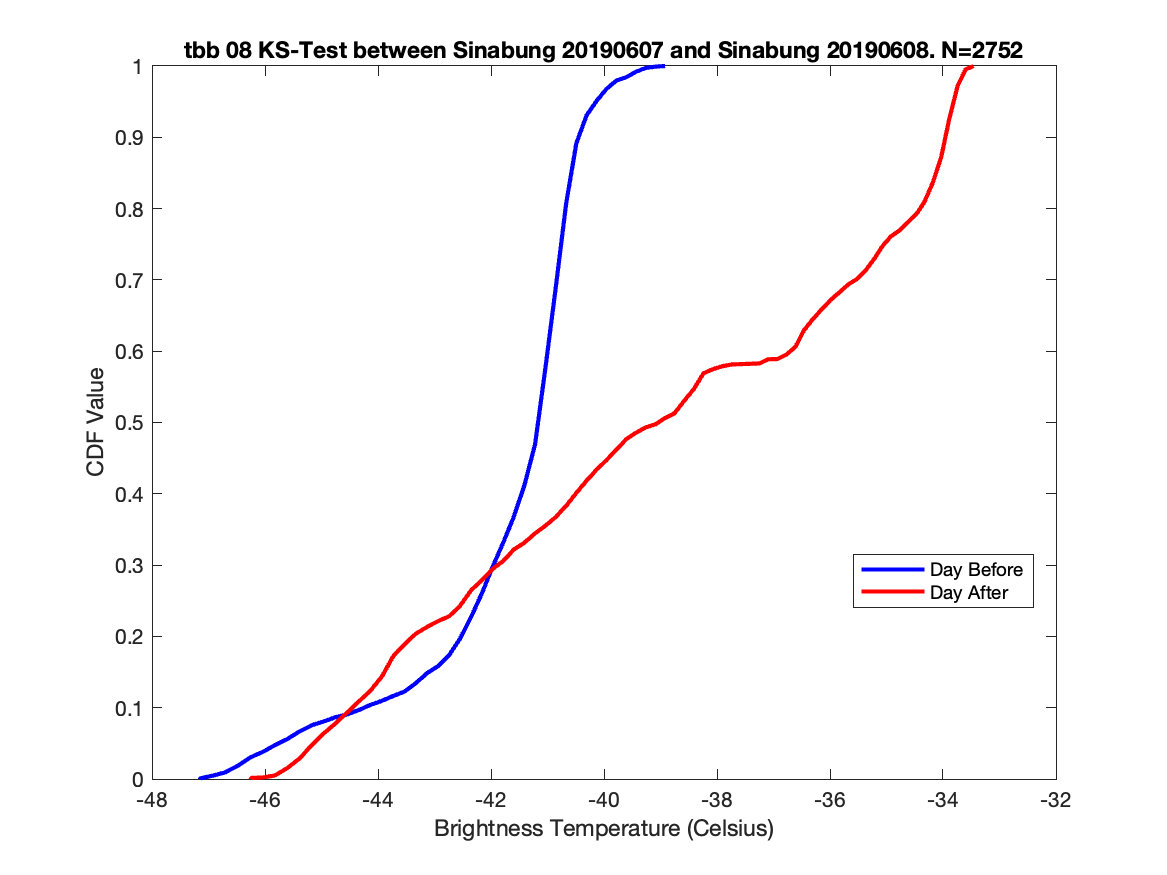 tbb 08 KS-Test between Sinabung 20190607 and Sinabung 20190608. N=2752
1
0.9
0.8
0.7
0.6
0.5
0.4
0.3
0.2
0.1
0
CDF Value
Day Before
Day After
-48 -46 -44 -42 -40 -38 -36 -34 -32
Brightness Temperature (Celsius)